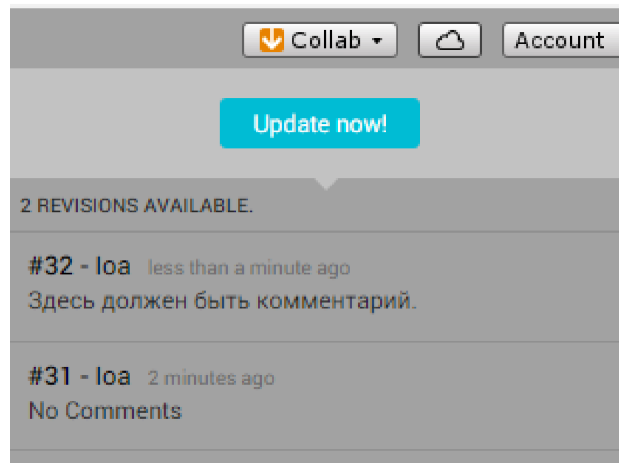 Collab Account
Update now!
2 REVISIONS AVAILABLE.
#32 - loa less than a minute ago
Здесь должен быть комментарий.
#31 - loa 2 minutes ago
No Comments